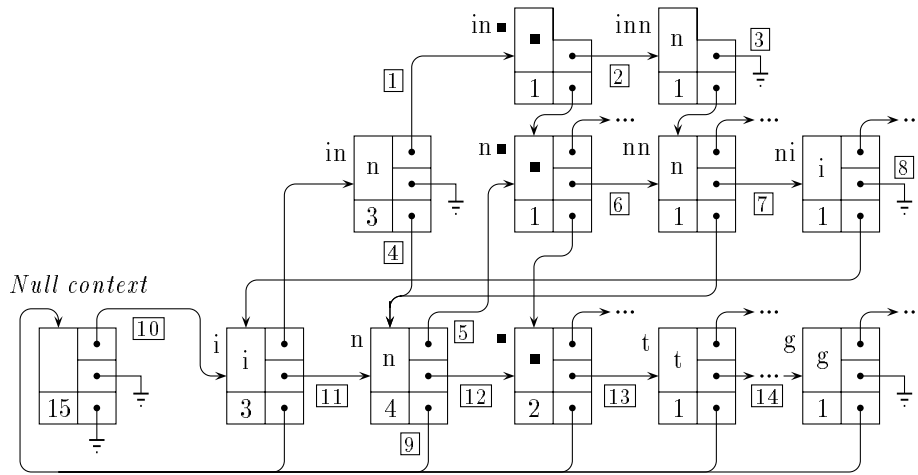 in■ ■ inn n 3
1 2
1 1
in n n■ ■ ... nn n ... ni i ..
8
3 1 6 1 7 1
4
Null context
10 i i n n 5 ■ ■ ... t t ... g g ..
15 3 11 4 12 2 13 1 ... 14 1
9